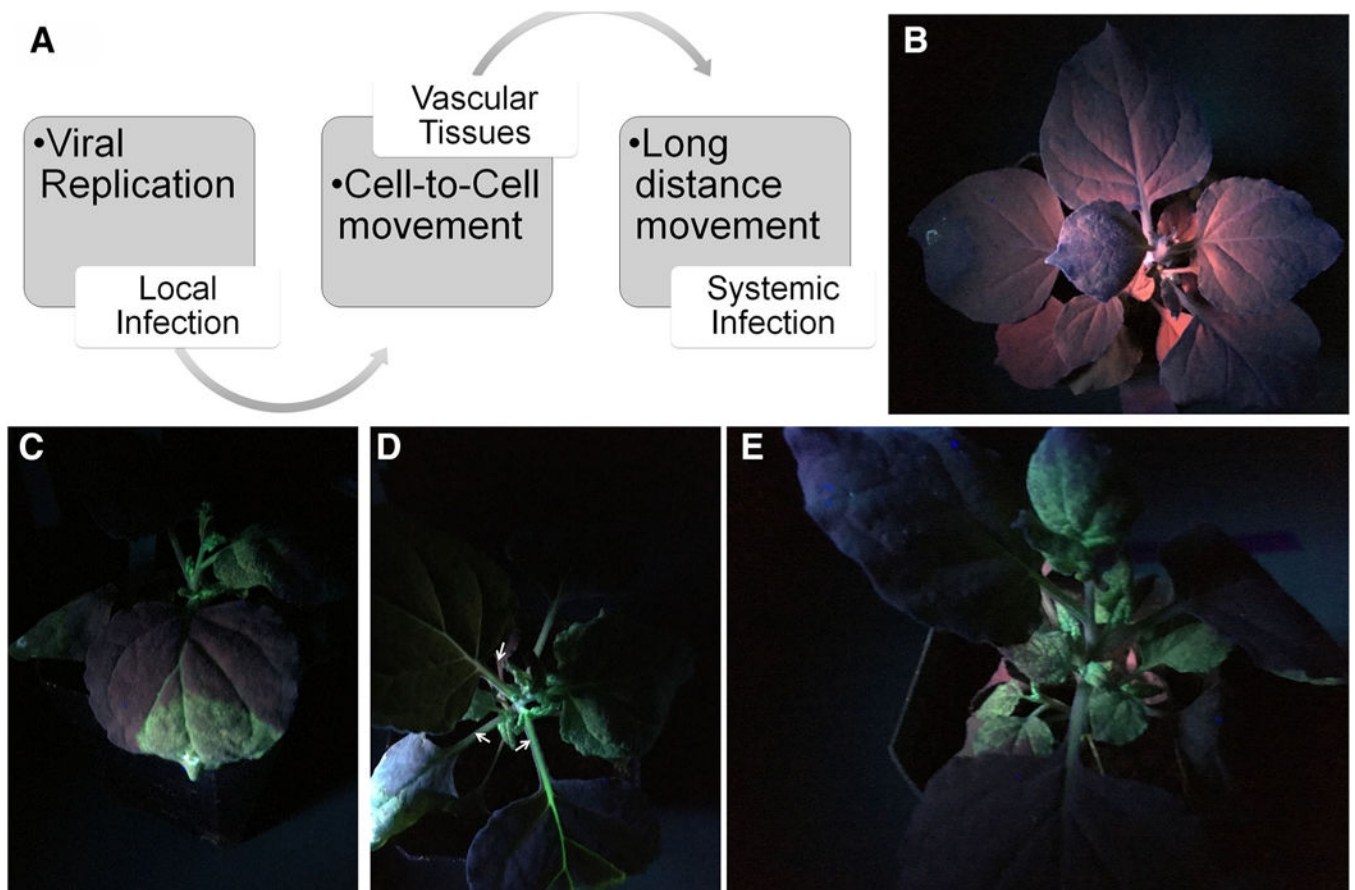 A
•Viral
Replication
Local
Infection
Vascular
Tissues
•Cell-to-Cell
movement
•Long
distance
movement
Systemic
Infection
B
C
D
E